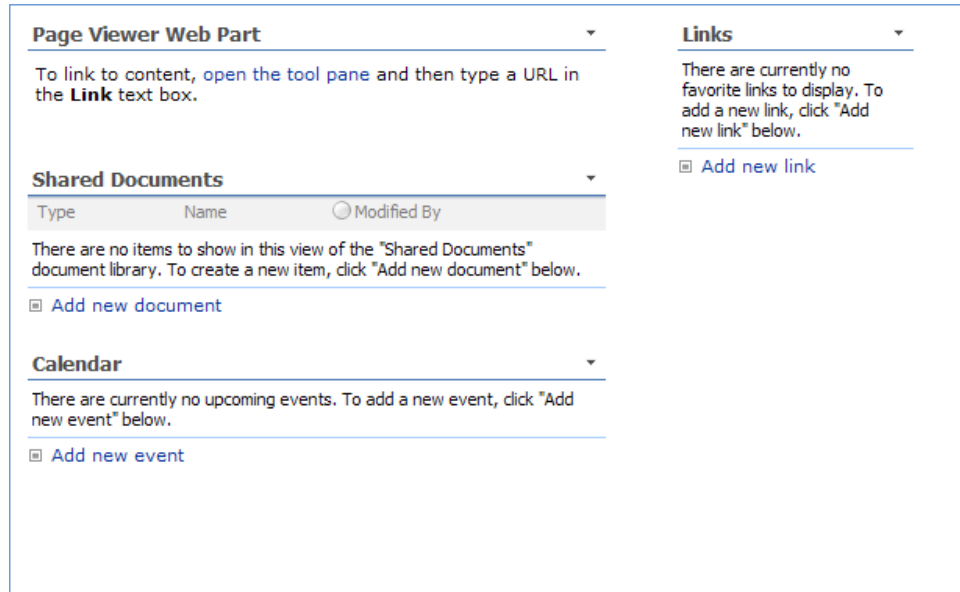 Page Viewer Web Part
To link to content, open the tool pane and then type a URL in
the Link text box.
Shared Documents
Type Name Modified By
There are no items to show in this view of the "Shared Documents"
document library. To create a new item, click "Add new document" below.
Add new document
Calendar
There are currently no upcoming events. To add a new event, click "Add
new event" below.
Add new event
Links
There are currently no
favorite links to display. To
add a new link, click "Add
new link" below.
Add new link